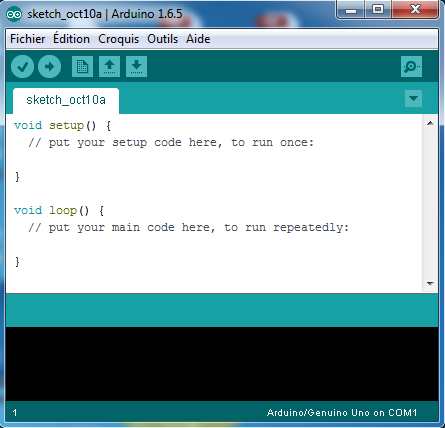 sketch_oct10a | Arduino 1.6.5
Fichier Édition Croquis Outils Aide
sketch_oct10a
void setup() {
  // put your setup code here, to run once:
}
void loop() {
  // put your main code here, to run repeatedly:
}
1 Arduino/Genuino Uno on COM1